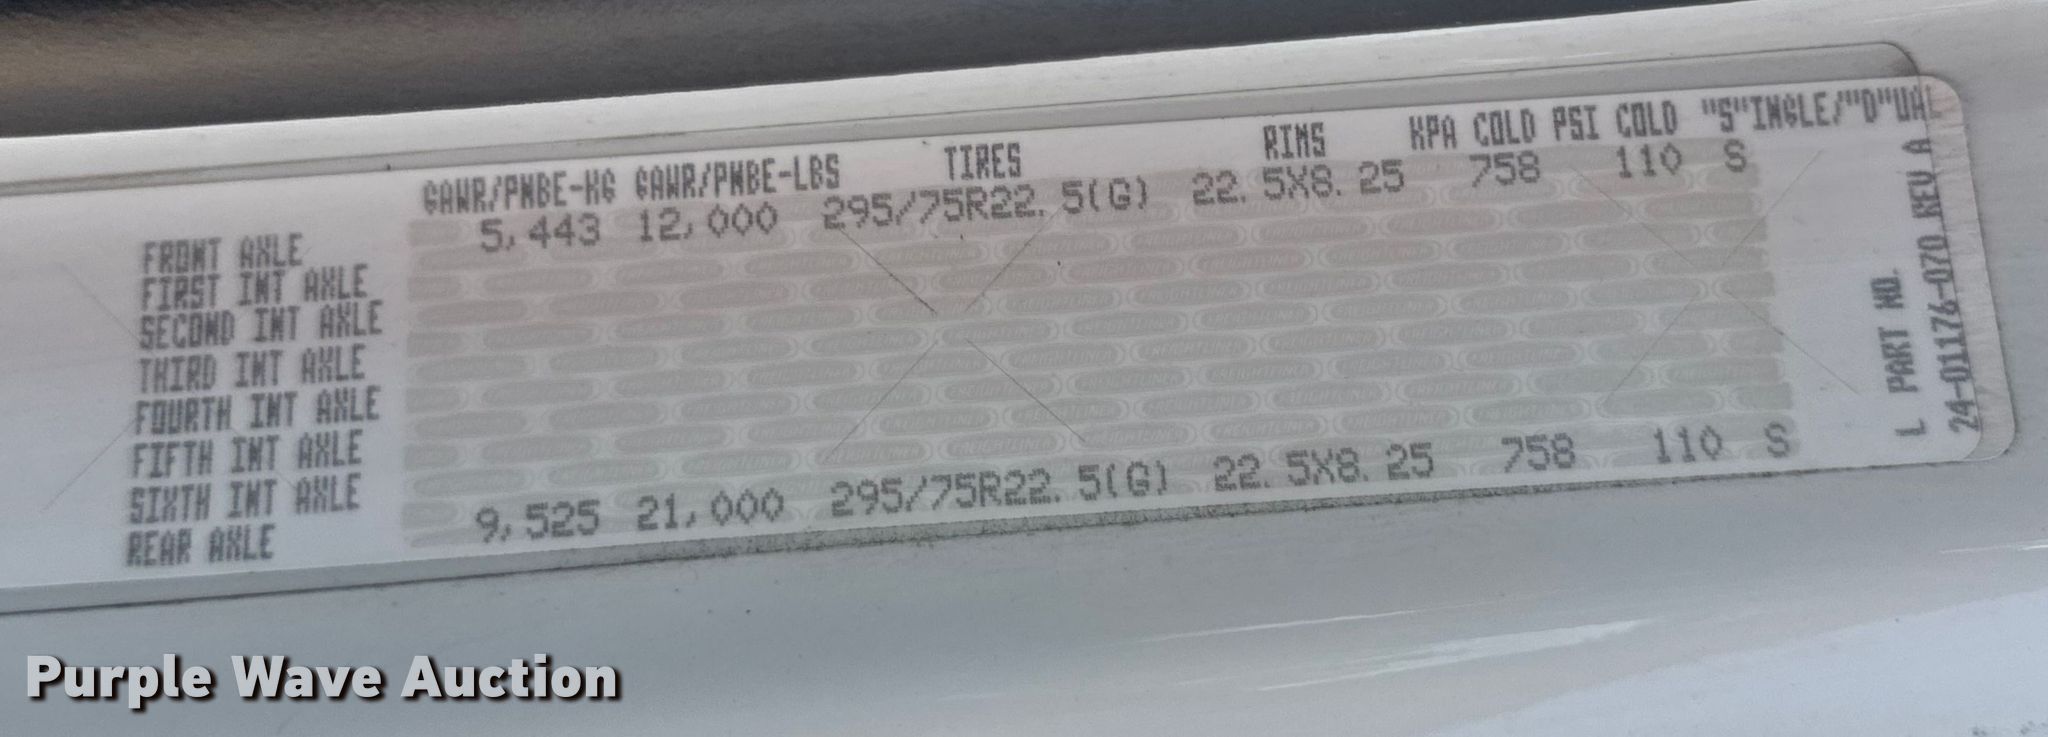 GAWR/PNBE-KG GAWR/PNBE-LBS TIRES RIMS KPA COLD PSI COLD "S"INGLE/"D"UAL
FRONT AXLE 5,443 12,000 295/75R22.5(G) 22.5X8.25 758 110 S
FIRST INT AXLE
SECOND INT AXLE
THIRD INT AXLE
FOURTH INT AXLE
FIFTH INT AXLE
SIXTH INT AXLE
REAR AXLE 9,525 21,000 295/75R22.5(G) 22.5X8.25 758 110 S
L PART NO.
24-01176-070 REV A
Purple Wave Auction